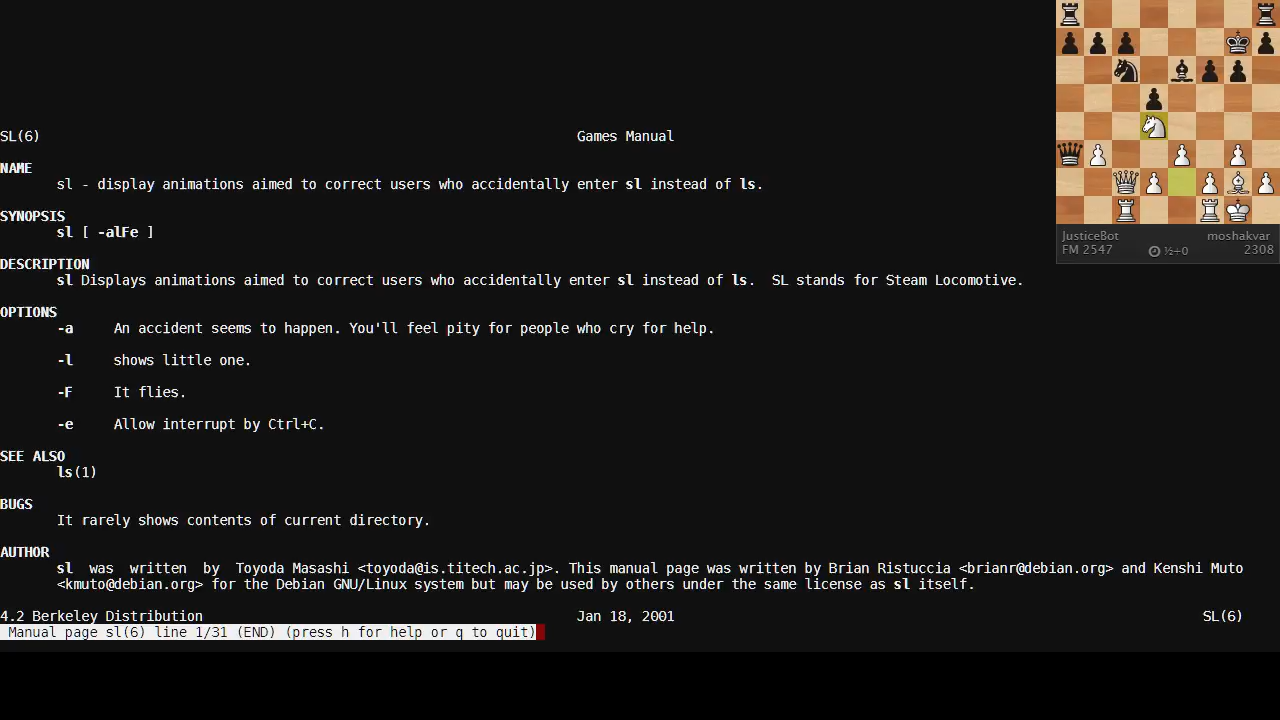 SL(6) Games Manual
NAME
sl - display animations aimed to correct users who accidentally enter sl instead of ls.
SYNOPSIS
sl [ -alFe ]
DESCRIPTION
sl Displays animations aimed to correct users who accidentally enter sl instead of ls. SL stands for Steam Locomotive.
OPTIONS
-a An accident seems to happen. You'll feel pity for people who cry for help.
-l shows little one.
-F It flies.
-e Allow interrupt by Ctrl+C.
SEE ALSO
ls(1)
BUGS
It rarely shows contents of current directory.
AUTHOR
sl was written by Toyoda Masashi <toyoda@is.titech.ac.jp>. This manual page was written by Brian Ristuccia <brianr@debian.org> and Kenshi Muto
<kmuto@debian.org> for the Debian GNU/Linux system but may be used by others under the same license as sl itself.
4.2 Berkeley Distribution Jan 18, 2001 SL(6)
Manual page sl(6) line 1/31 (END) (press h for help or q to quit)
JusticeBot moshakvar
FM 2547 ½+0 2308